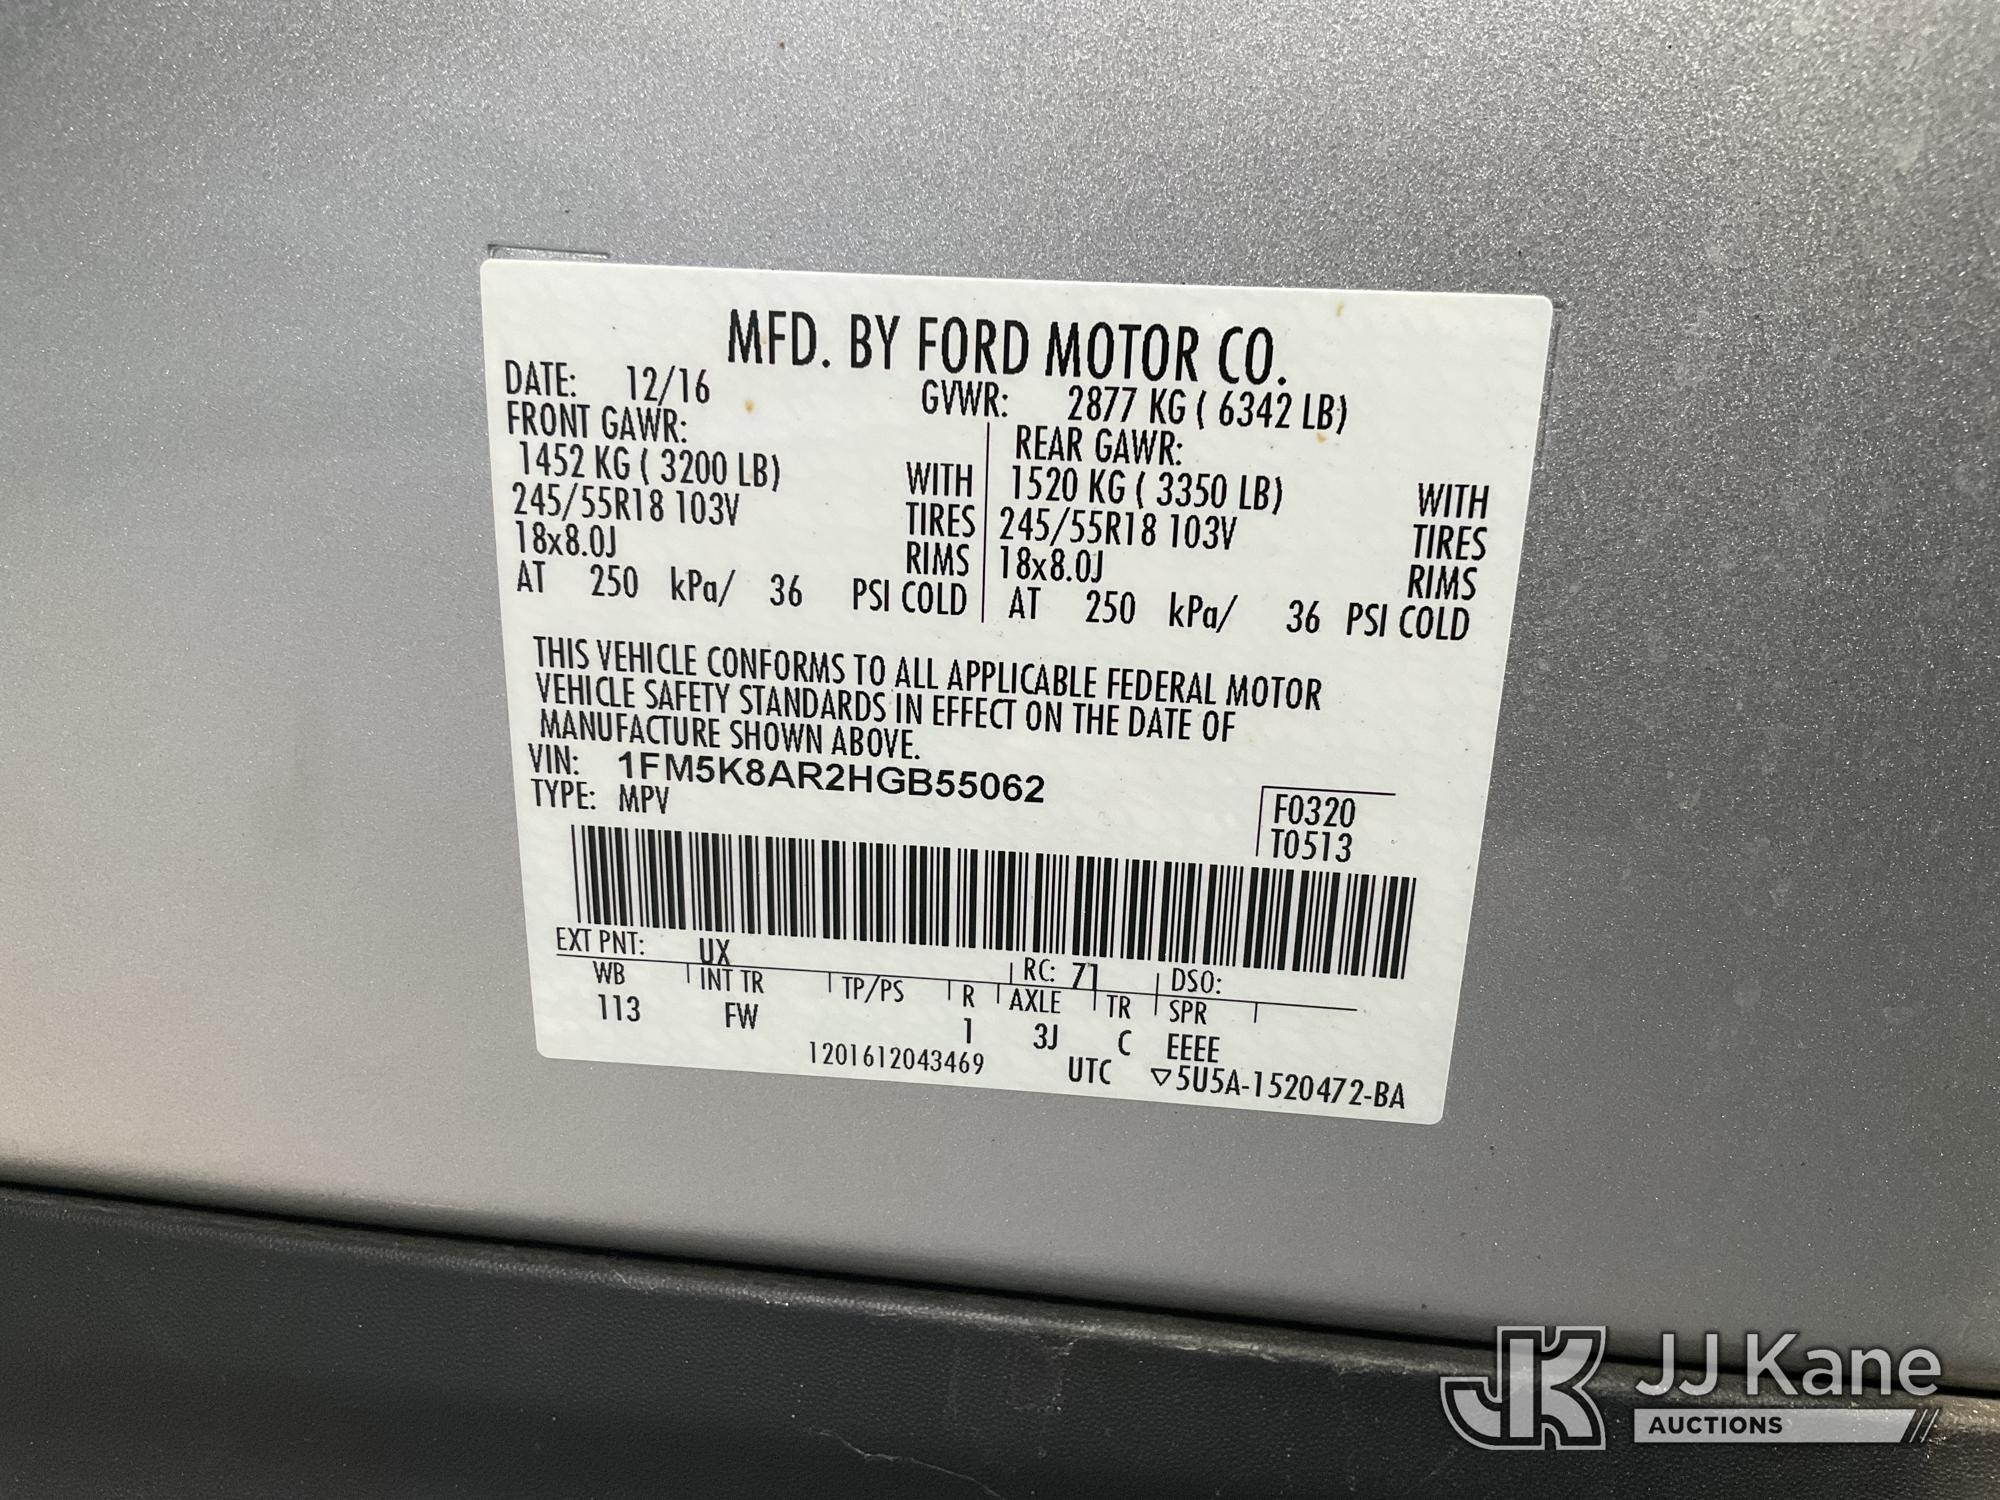 MFD. BY FORD MOTOR CO.
DATE: 12/16 GVWR: 2877 KG ( 6342 LB)
FRONT GAWR: REAR GAWR:
1452 KG ( 3200 LB) WITH 1520 KG ( 3350 LB) WITH
245/55R18 103V TIRES 245/55R18 103V TIRES
18x8.0J RIMS 18x8.0J RIMS
AT 250 kPa/ 36 PSI COLD AT 250 kPa/ 36 PSI COLD
THIS VEHICLE CONFORMS TO ALL APPLICABLE FEDERAL MOTOR
VEHICLE SAFETY STANDARDS IN EFFECT ON THE DATE OF
MANUFACTURE SHOWN ABOVE.
VIN: 1FM5K8AR2HGB55062
TYPE: MPV
F0320
T0513
EXT PNT: UX RC: 71 DSO:
WB INT TR TP/PS R AXLE TR SPR
113 FW 1 3J C EEEE
1201612043469 UTC ▽5U5A-1520472-BA
JK JJ Kane
AUCTIONS